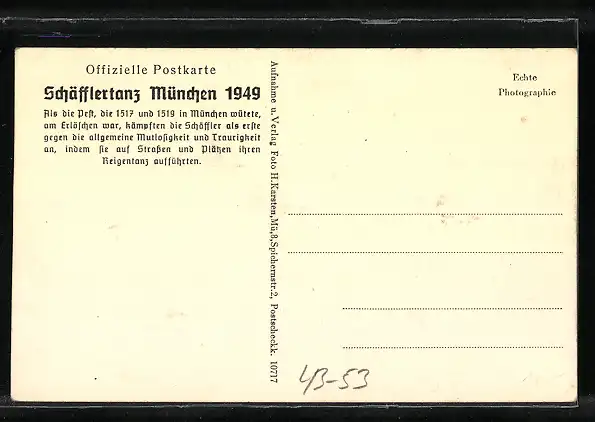 Offizielle Postkarte
Schäfflertanz München 1949
Als die Pest, die 1517 und 1519 in München wütete,
am Erlöschen war, kämpften die Schäffler als erste
gegen die allgemeine Mutlosigkeit und Traurigkeit
an, indem sie auf Straßen und Plätzen ihren
Reigentanz aufführten.
Aufnahme u. Verlag Foto H. Karsten, Mü, 8, Spichernstr. 2, Postscheckk. 10717
Echte
Photographie
43-53